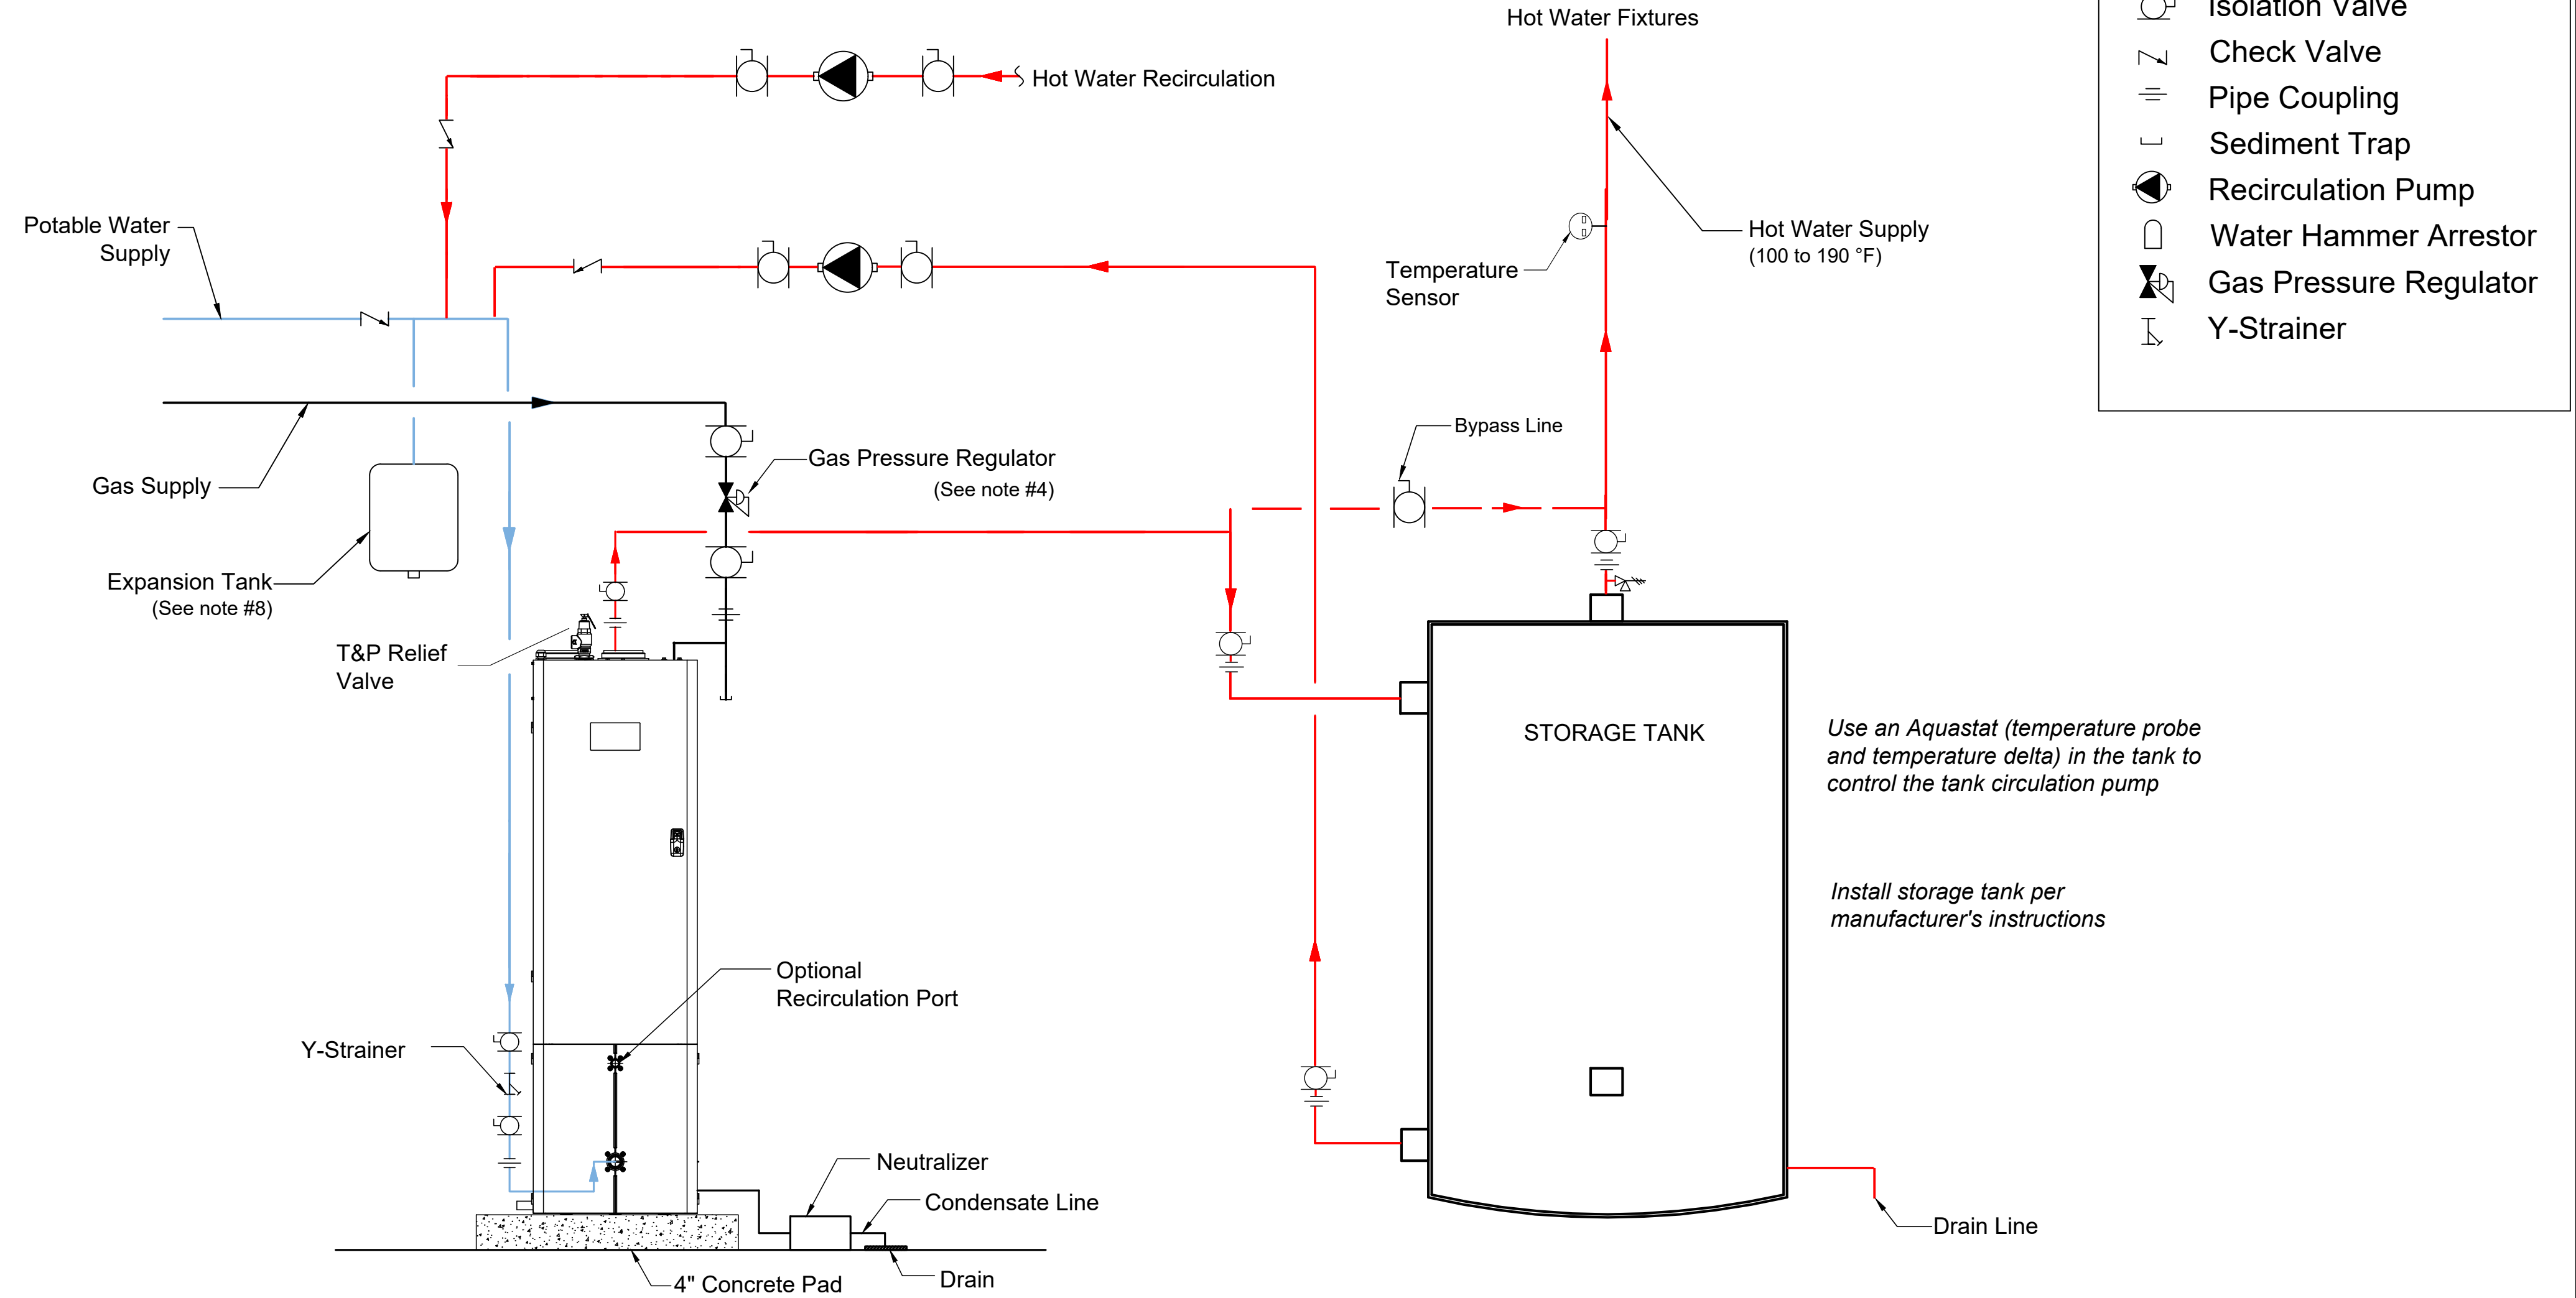 Hot Water Fixtures
Isolation Valve
Check Valve
Pipe Coupling
Sediment Trap
Recirculation Pump
Water Hammer Arrestor
Gas Pressure Regulator
Y-Strainer
Hot Water Recirculation
Potable Water
Supply
Hot Water Supply
(100 to 190 °F)
Temperature
Sensor
Bypass Line
Gas Pressure Regulator
(See note #4)
Gas Supply
Expansion Tank
(See note #8)
T&P Relief
Valve
STORAGE TANK
Use an Aquastat (temperature probe
and temperature delta) in the tank to
control the tank circulation pump
Install storage tank per
manufacturer's instructions
Optional
Recirculation Port
Y-Strainer
Neutralizer
Condensate Line
Drain Line
4" Concrete Pad
Drain